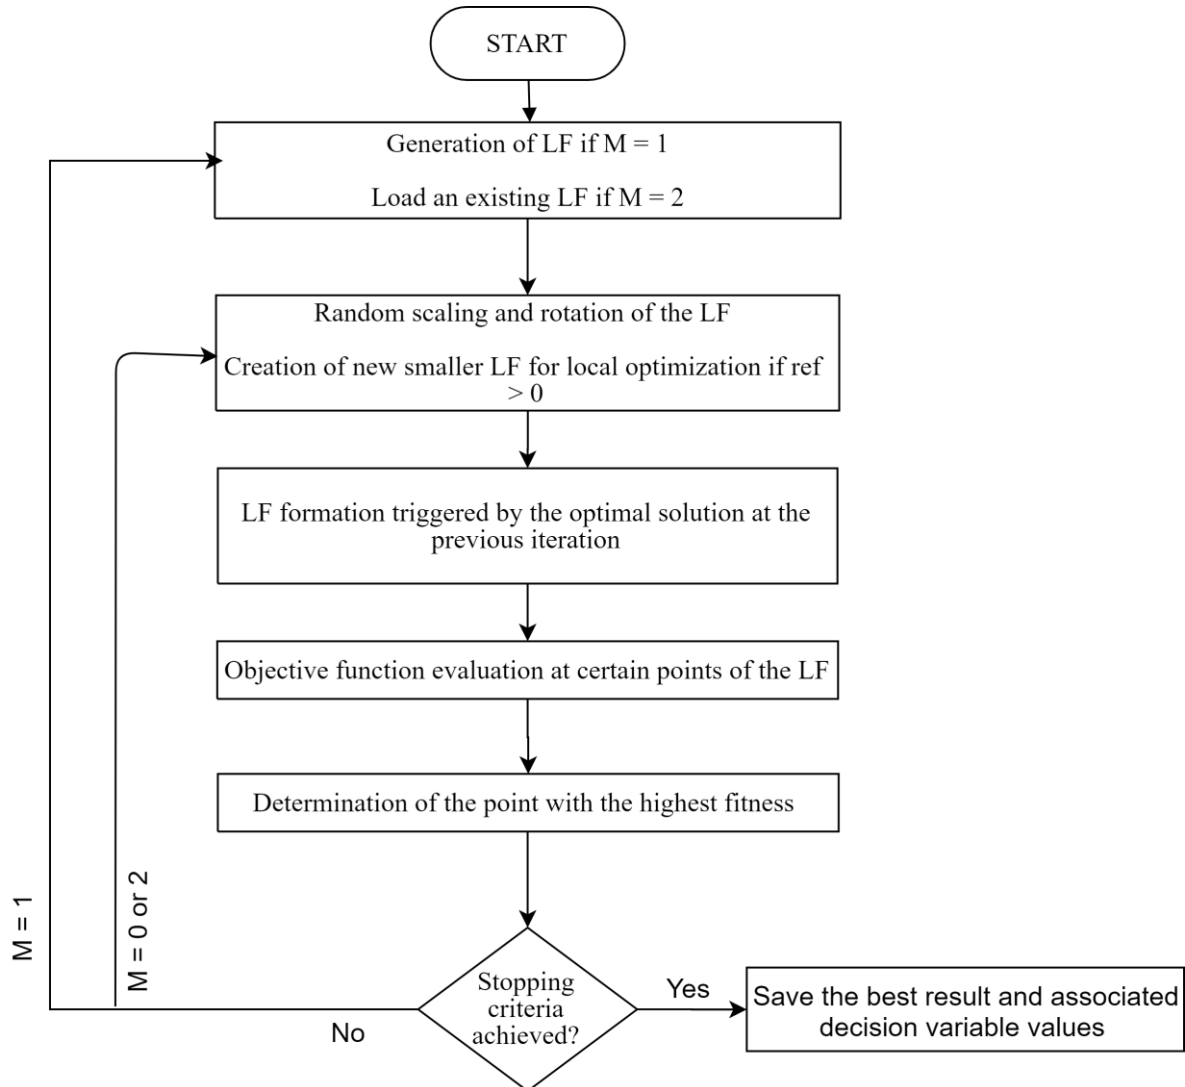 START
Generation of LF if M = 1
Load an existing LF if M = 2
Random scaling and rotation of the LF
Creation of new smaller LF for local optimization if ref
> 0
LF formation triggered by the optimal solution at the
previous iteration
Objective function evaluation at certain points of the LF
Determination of the point with the highest fitness
M = 1
M = 0 or 2
Stopping
criteria
achieved?
No
Yes
Save the best result and associated
decision variable values